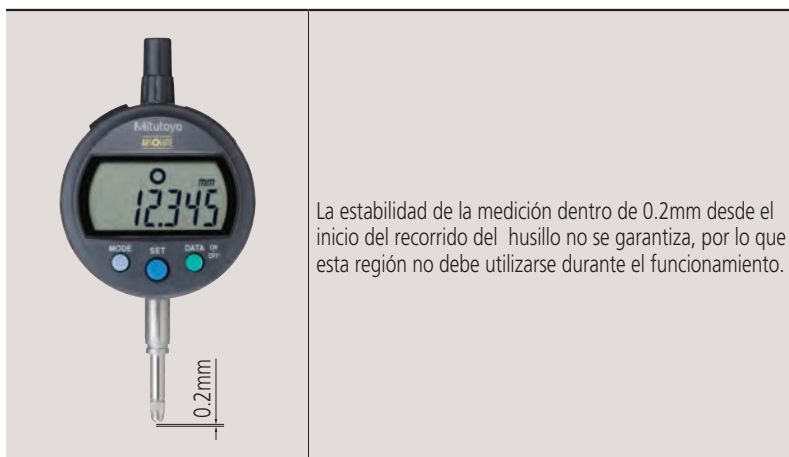 Mitutoyo
ABSOLUTE
mm
12.345
MODE SET DATA ON
OFF
0.2mm
La estabilidad de la medición dentro de 0.2mm desde el
inicio del recorrido del husillo no se garantiza, por lo que
esta región no debe utilizarse durante el funcionamiento.